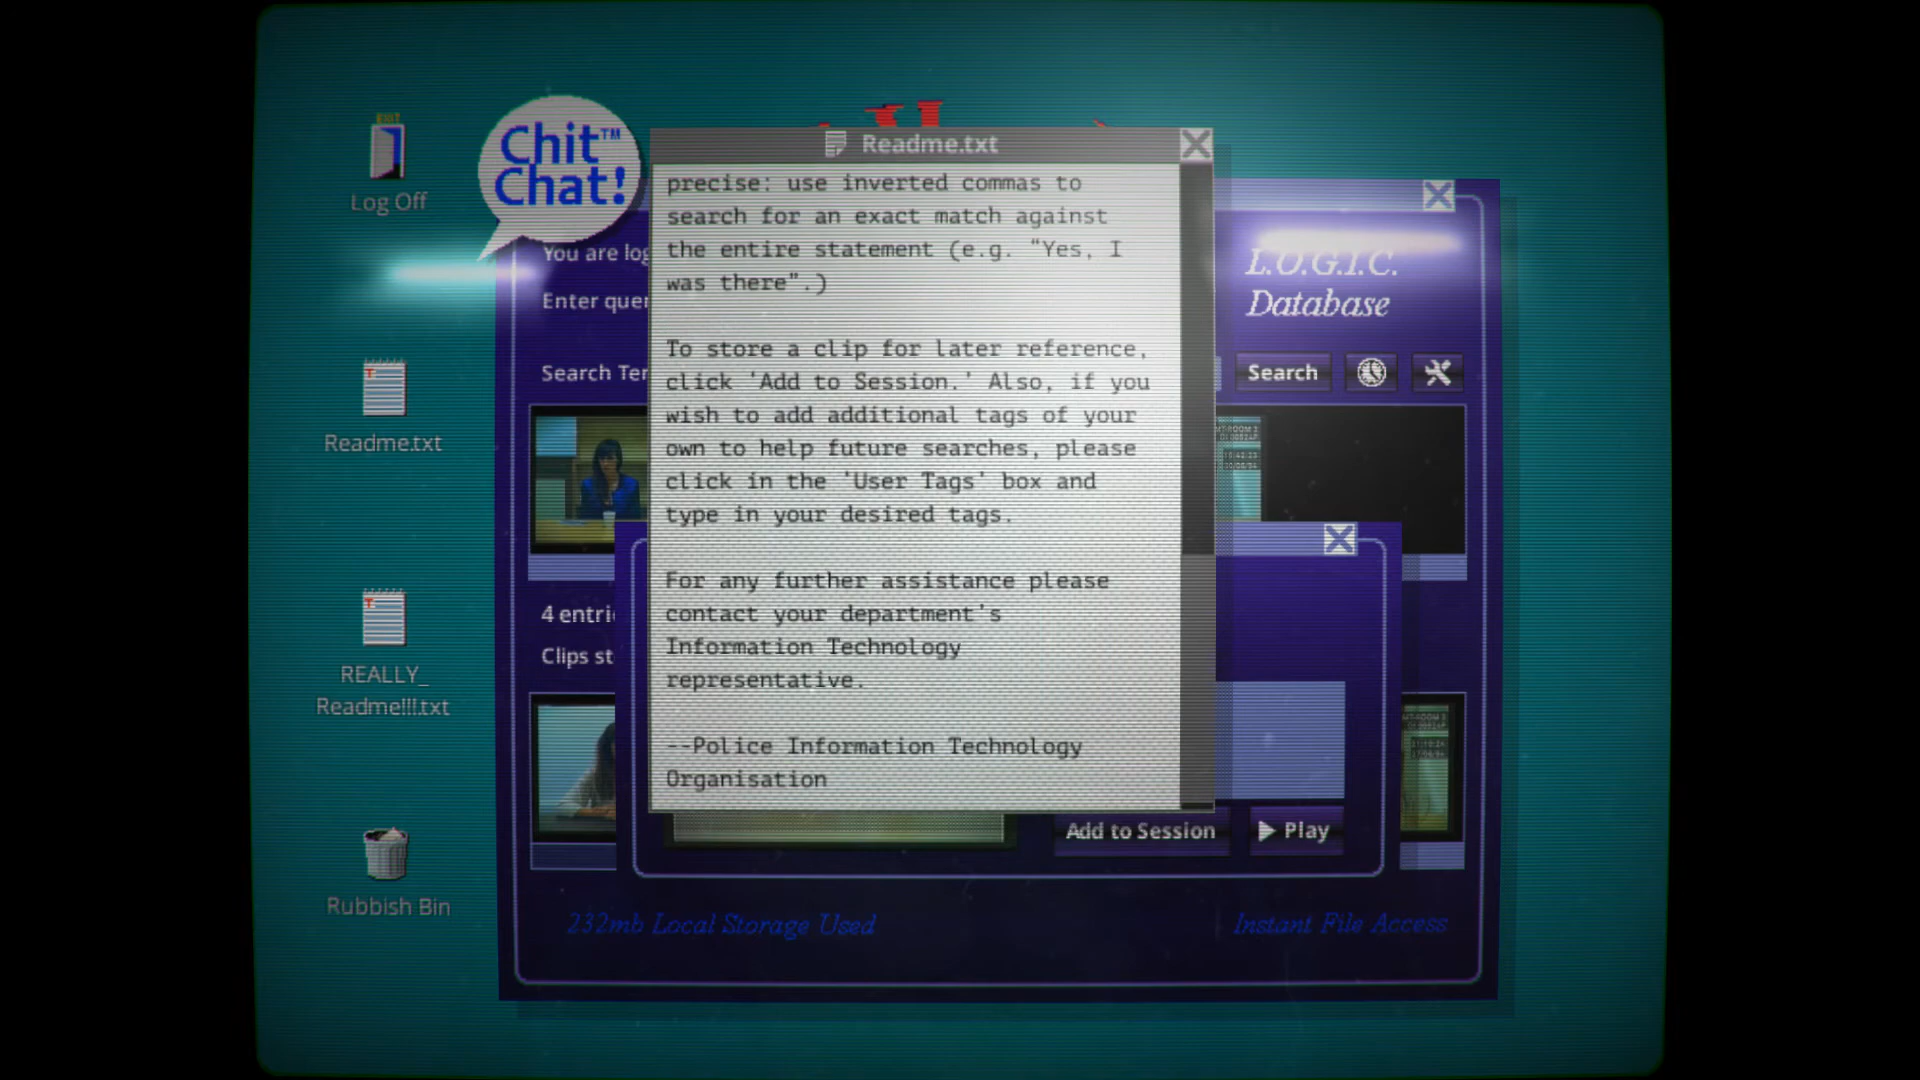 EXIT
Log Off
Chit™
Chat!
Readme.txt
REALLY_
Readme!!!.txt
Rubbish Bin
Readme.txt
precise: use inverted commas to
search for an exact match against
the entire statement (e.g. "Yes, I
was there".)
To store a clip for later reference,
click 'Add to Session.' Also, if you
wish to add additional tags of your
own to help future searches, please
click in the 'User Tags' box and
type in your desired tags.
For any further assistance please
contact your department's
Information Technology
representative.
--Police Information Technology
Organisation
You are log
Enter quer
L.O.G.I.C.
Database
Search Ter
Search
4 entri
Clips st
Add to Session
Play
232mb Local Storage Used
Instant File Access